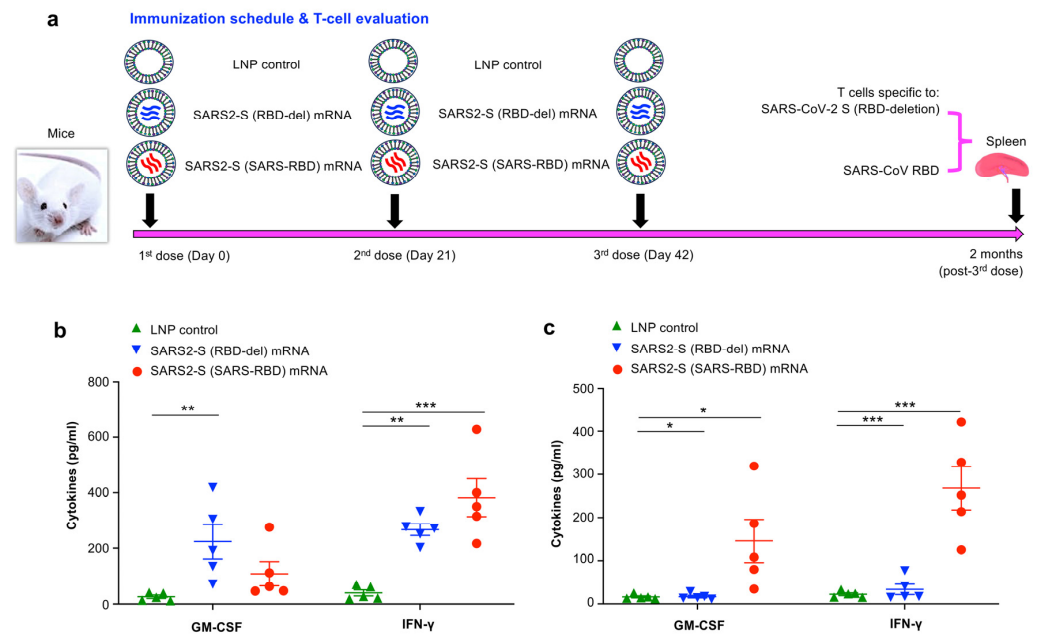 a
Immunization schedule & T-cell evaluation
LNP control
LNP control
T cells specific to:
SARS2-S (RBD-del) mRNA
SARS2-S (RBD-del) mRNA
SARS-CoV-2 S (RBD-deletion)
Mice
Spleen
SARS2-S (SARS-RBD) mRNA
SARS2-S (SARS-RBD) mRNA
SARS-CoV RBD
1st dose (Day 0)
2nd dose (Day 21)
3rd dose (Day 42)
2 months
(post-3rd dose)
b
LNP control
SARS2-S (RBD-del) mRNA
SARS2-S (SARS-RBD) mRNA
Cytokines (pg/ml)
800
600
400
200
0
**
***
**
GM-CSF
IFN-γ
c
LNP control
SARS2-S (RBD-del) mRNA
SARS2-S (SARS-RBD) mRNA
Cytokines (pg/ml)
500
400
300
200
100
0
*
*
***
***
GM-CSF
IFN-γ